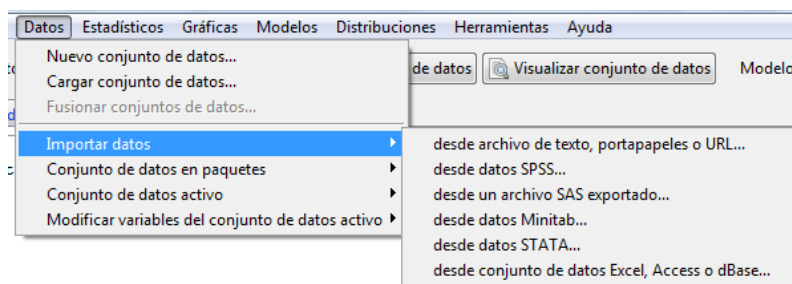 Datos Estadísticos Gráficas Modelos Distribuciones Herramientas Ayuda
Nuevo conjunto de datos...
de datos Visualizar conjunto de datos Modelo
Cargar conjunto de datos...
Fusionar conjuntos de datos...
Importar datos
desde archivo de texto, portapapeles o URL...
Conjunto de datos en paquetes
desde datos SPSS...
Conjunto de datos activo
desde un archivo SAS exportado...
Modificar variables del conjunto de datos activo
desde datos Minitab...
desde datos STATA...
desde conjunto de datos Excel, Access o dBase...